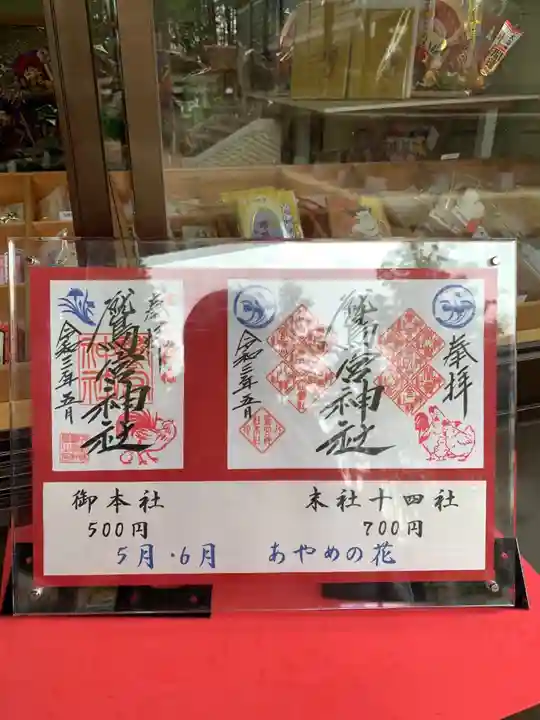 奉拝
鷲宮神社
令和三年五月
奉拝
鷲宮神社
令和三年五月
御本社
500円
末社十四社
700円
5月・6月 あやめの花